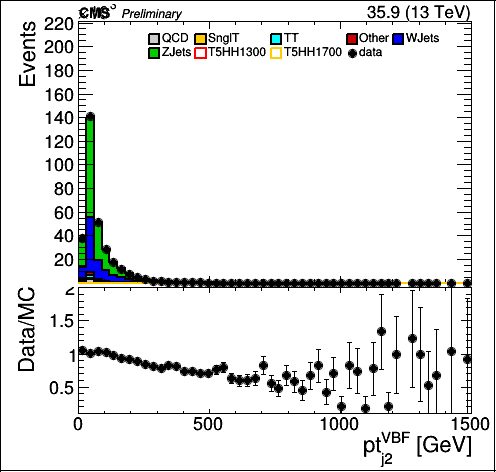 CMS Preliminary 35.9 (13 TeV)
Events
220
200
180
160
140
120
100
80
60
40
20
QCD SnglT TT Other WJets
ZJets T5HH1300 T5HH1700 data
Data/MC
2
1.5
1
0.5
0 500 1000 1500
pt_{j2}^{VBF} [GeV]